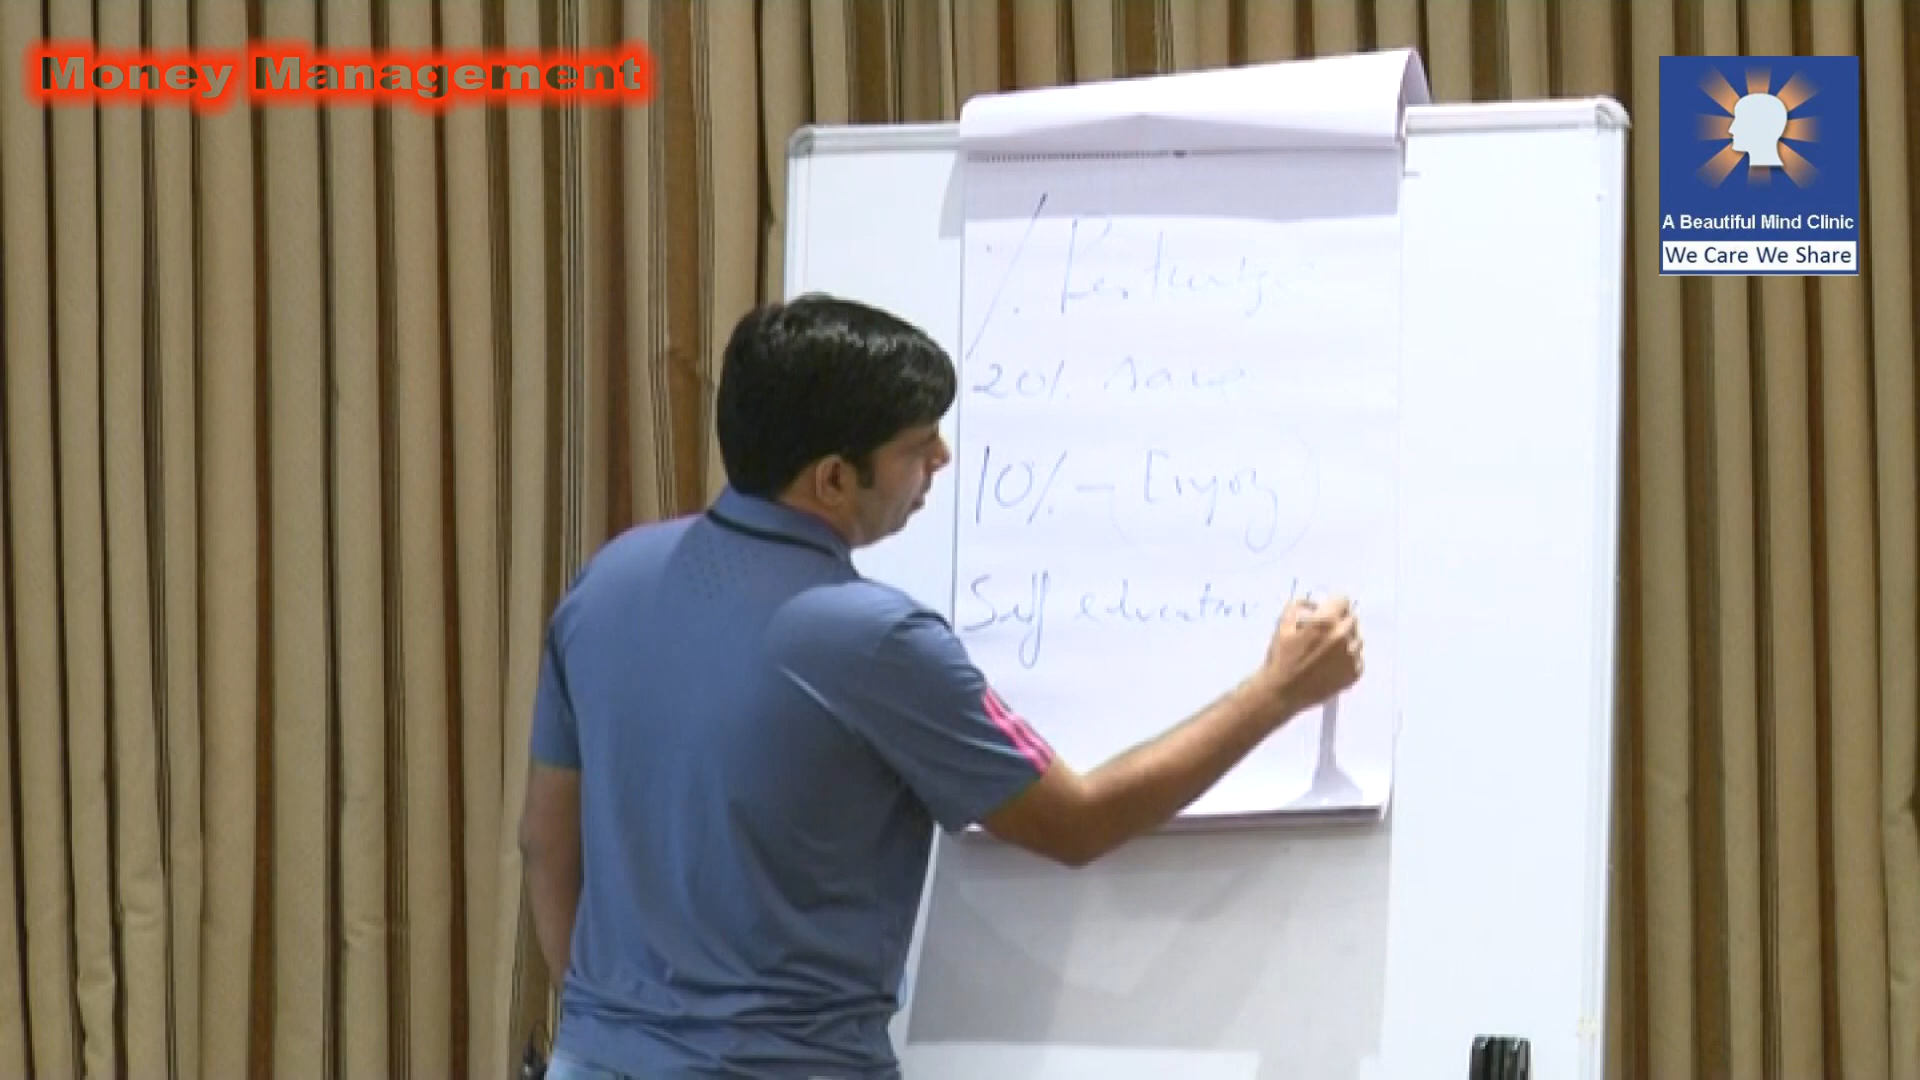 Money Management
A Beautiful Mind Clinic
We Care We Share
%
20% Save
10% - Enjoy
Self education